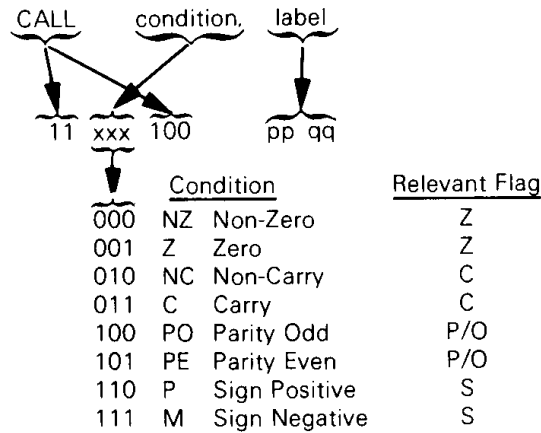 CALL condition, label
11 xxx 100 pp qq
Condition Relevant Flag
000 NZ Non-Zero Z
001 Z Zero Z
010 NC Non-Carry C
011 C Carry C
100 PO Parity Odd P/O
101 PE Parity Even P/O
110 P Sign Positive S
111 M Sign Negative S